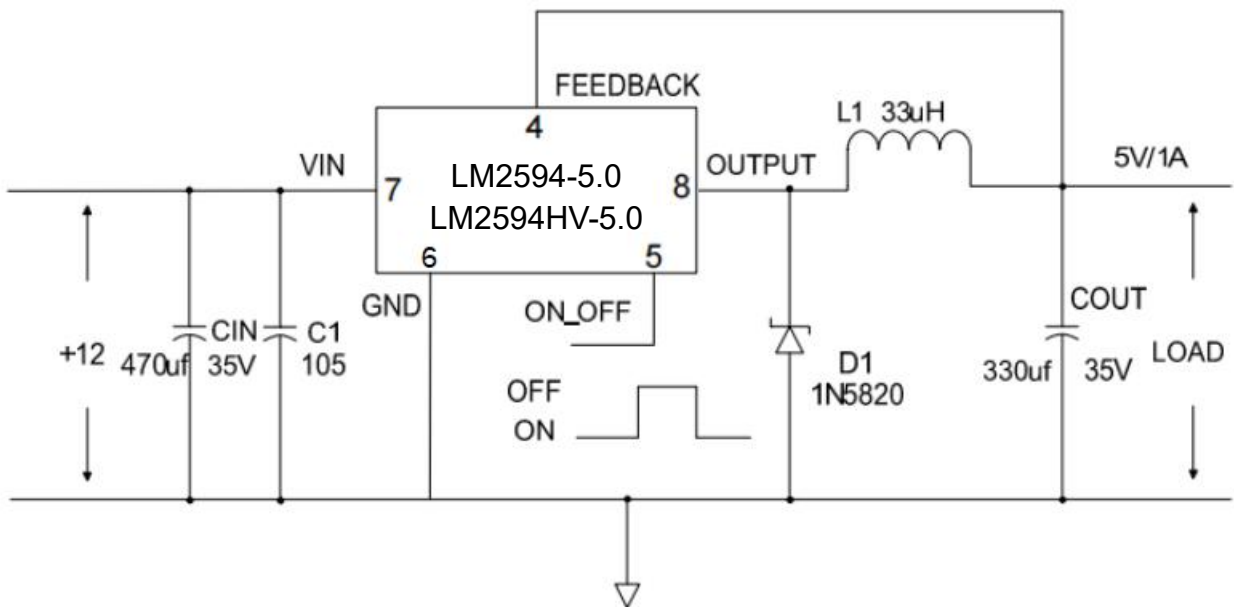 FEEDBACK
4
L1 33uH
VIN
OUTPUT
5V/1A
7
LM2594-5.0
8
LM2594HV-5.0
6
5
GND
ON_OFF
COUT
+12
470uf
CIN
35V
C1
105
D1
1N5820
330uf
35V
LOAD
OFF
ON